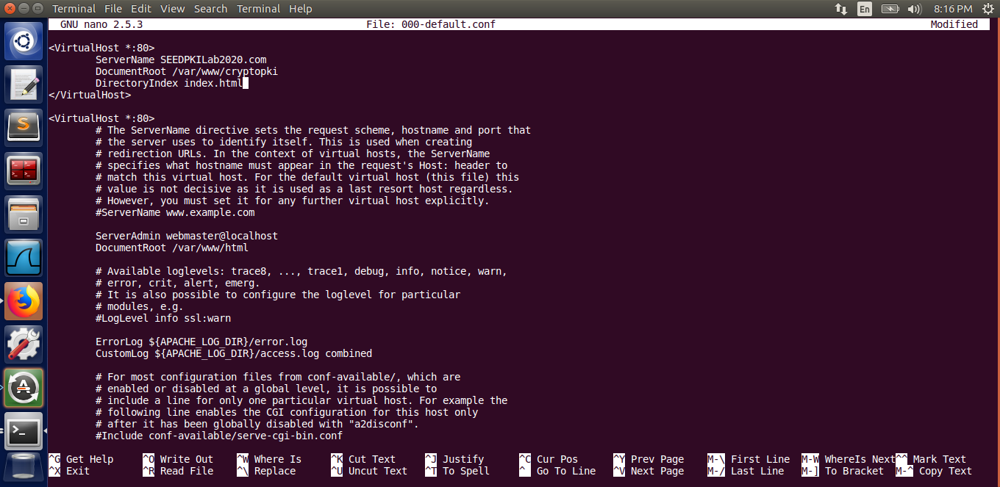 Terminal File Edit View Search Terminal Help En 8:16 PM
GNU nano 2.5.3 File: 000-default.conf Modified
<VirtualHost *:80>
ServerName SEEDPKILab2020.com
DocumentRoot /var/www/cryptopki
DirectoryIndex index.html
</VirtualHost>
<VirtualHost *:80>
# The ServerName directive sets the request scheme, hostname and port that
# the server uses to identify itself. This is used when creating
# redirection URLs. In the context of virtual hosts, the ServerName
# specifies what hostname must appear in the request's Host: header to
# match this virtual host. For the default virtual host (this file) this
# value is not decisive as it is used as a last resort host regardless.
# However, you must set it for any further virtual host explicitly.
#ServerName www.example.com
ServerAdmin webmaster@localhost
DocumentRoot /var/www/html
# Available loglevels: trace8, ..., trace1, debug, info, notice, warn,
# error, crit, alert, emerg.
# It is also possible to configure the loglevel for particular
# modules, e.g.
#LogLevel info ssl:warn
ErrorLog ${APACHE_LOG_DIR}/error.log
CustomLog ${APACHE_LOG_DIR}/access.log combined
# For most configuration files from conf-available/, which are
# enabled or disabled at a global level, it is possible to
# include a line for only one particular virtual host. For example the
# following line enables the CGI configuration for this host only
# after it has been globally disabled with "a2disconf".
#Include conf-available/serve-cgi-bin.conf
^G Get Help ^O Write Out ^W Where Is ^K Cut Text ^J Justify ^C Cur Pos ^Y Prev Page M-\ First Line M-W WhereIs Next ^^ Mark Text
^X Exit ^R Read File ^\ Replace ^U Uncut Text ^T To Spell ^_ Go To Line ^V Next Page M-/ Last Line M-] To Bracket M-^ Copy Text